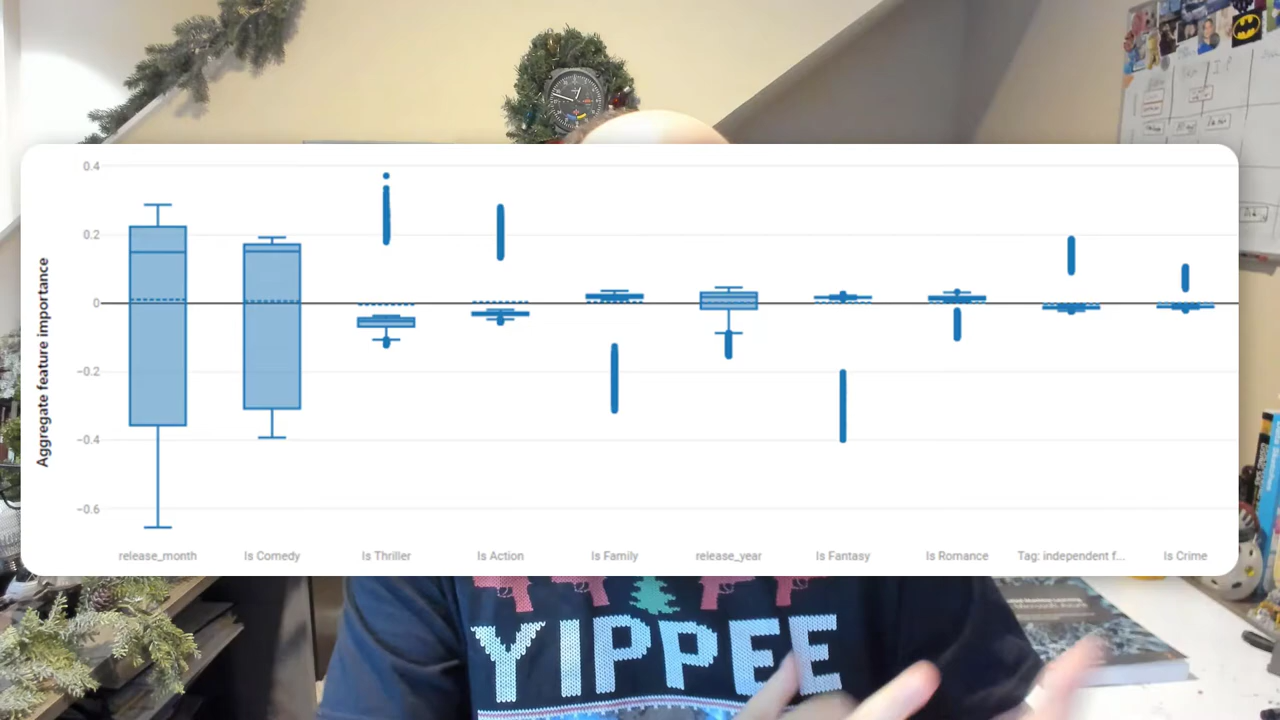 0.4
0.2
0
−0.2
−0.4
−0.6
Aggregate feature importance
release_month Is Comedy Is Thriller Is Action Is Family release_year Is Fantasy Is Romance Tag: independent f... Is Crime
YIPPEE